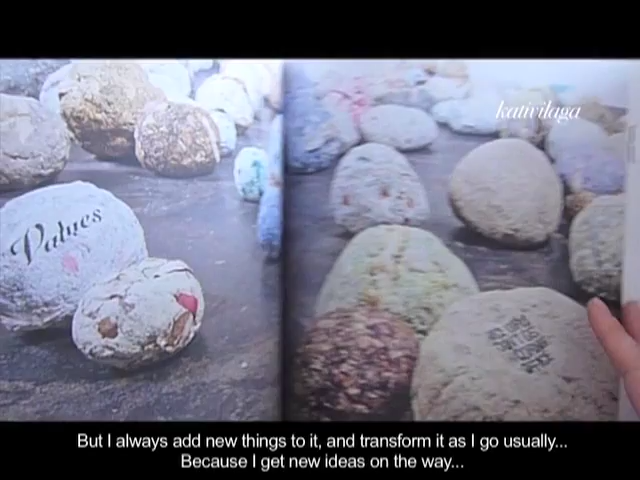 kativilaga
Values
But I always add new things to it, and transform it as I go usually...
Because I get new ideas on the way...